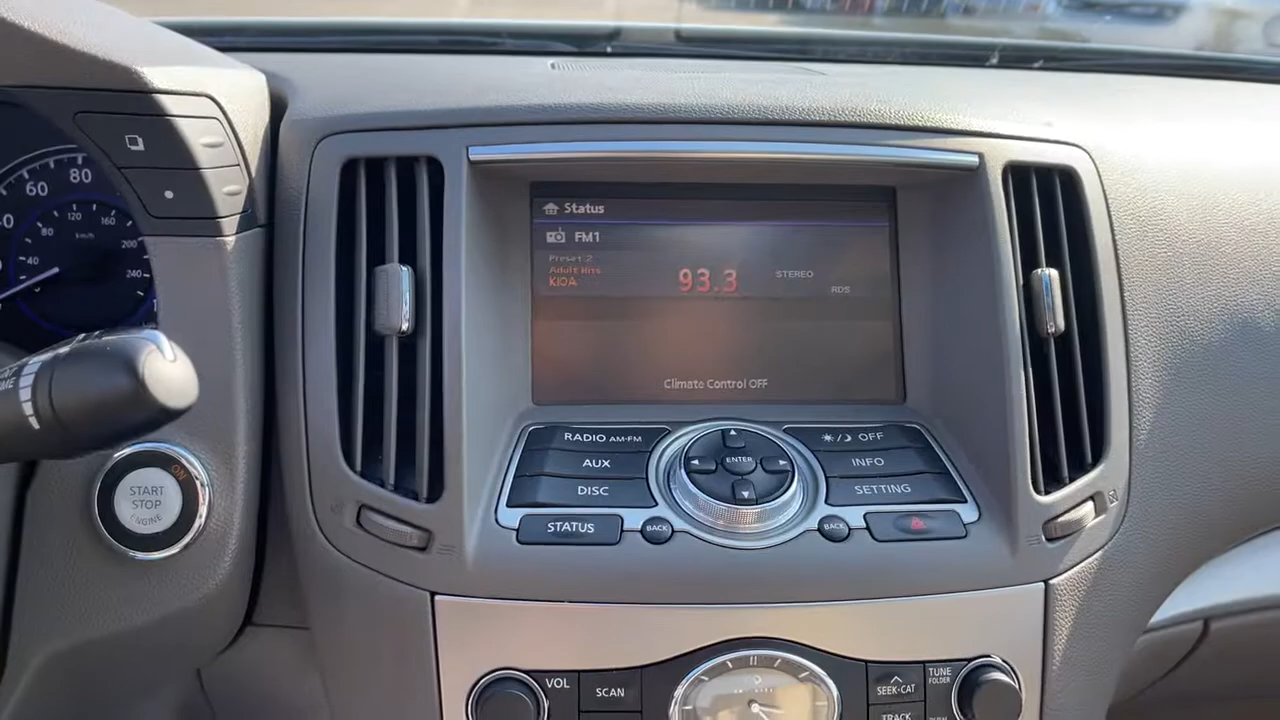 60
80
120
160
80
km/h
200
40
240
Status
FM1
Preset 2
Adult Hits
KIOA
93.3
STEREO
RDS
Climate Control OFF
RADIO AM·FM
AUX
DISC
STATUS
BACK
ENTER
OFF
INFO
SETTING
BACK
ON
START
STOP
ENGINE
VOL
SCAN
SEEK·CAT
TRACK
TUNE
FOLDER